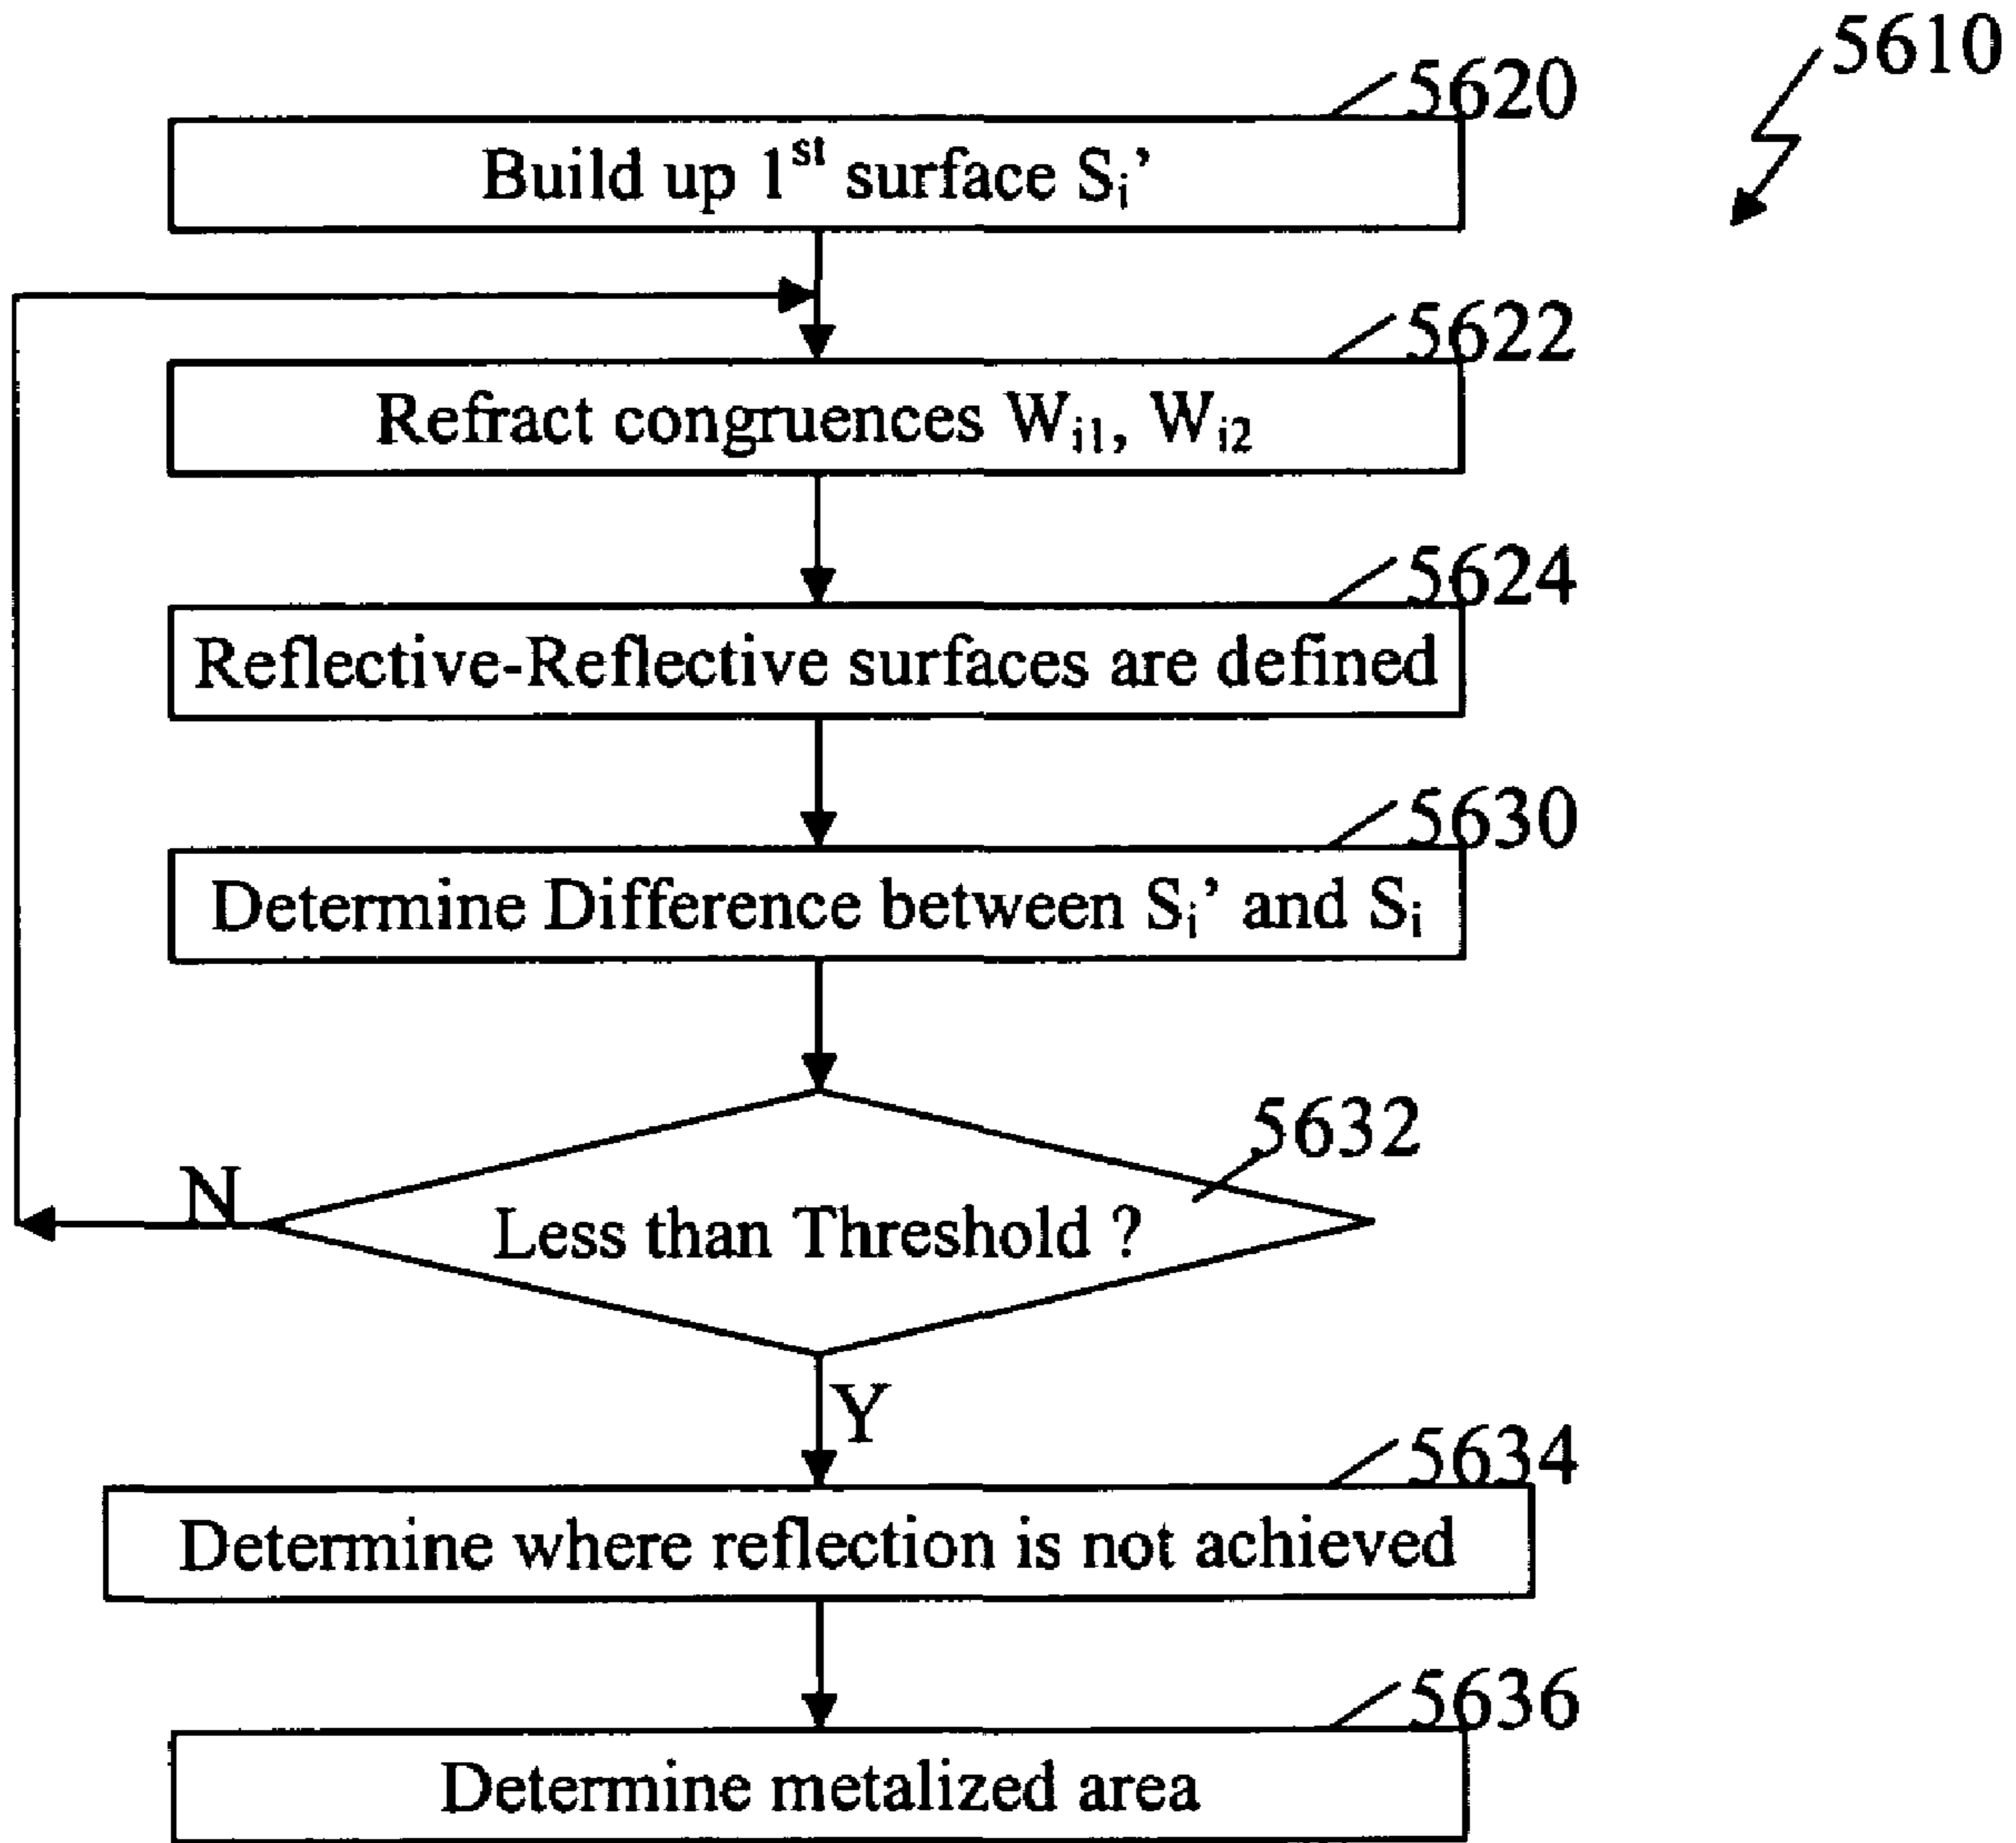 5610
5620
Build up 1st surface Si’
5622
Refract congruences Wi1, Wi2
5624
Reflective-Reflective surfaces are defined
5630
Determine Difference between Si’ and Si
5632
N
Less than Threshold ?
Y
5634
Determine where reflection is not achieved
5636
Determine metalized area